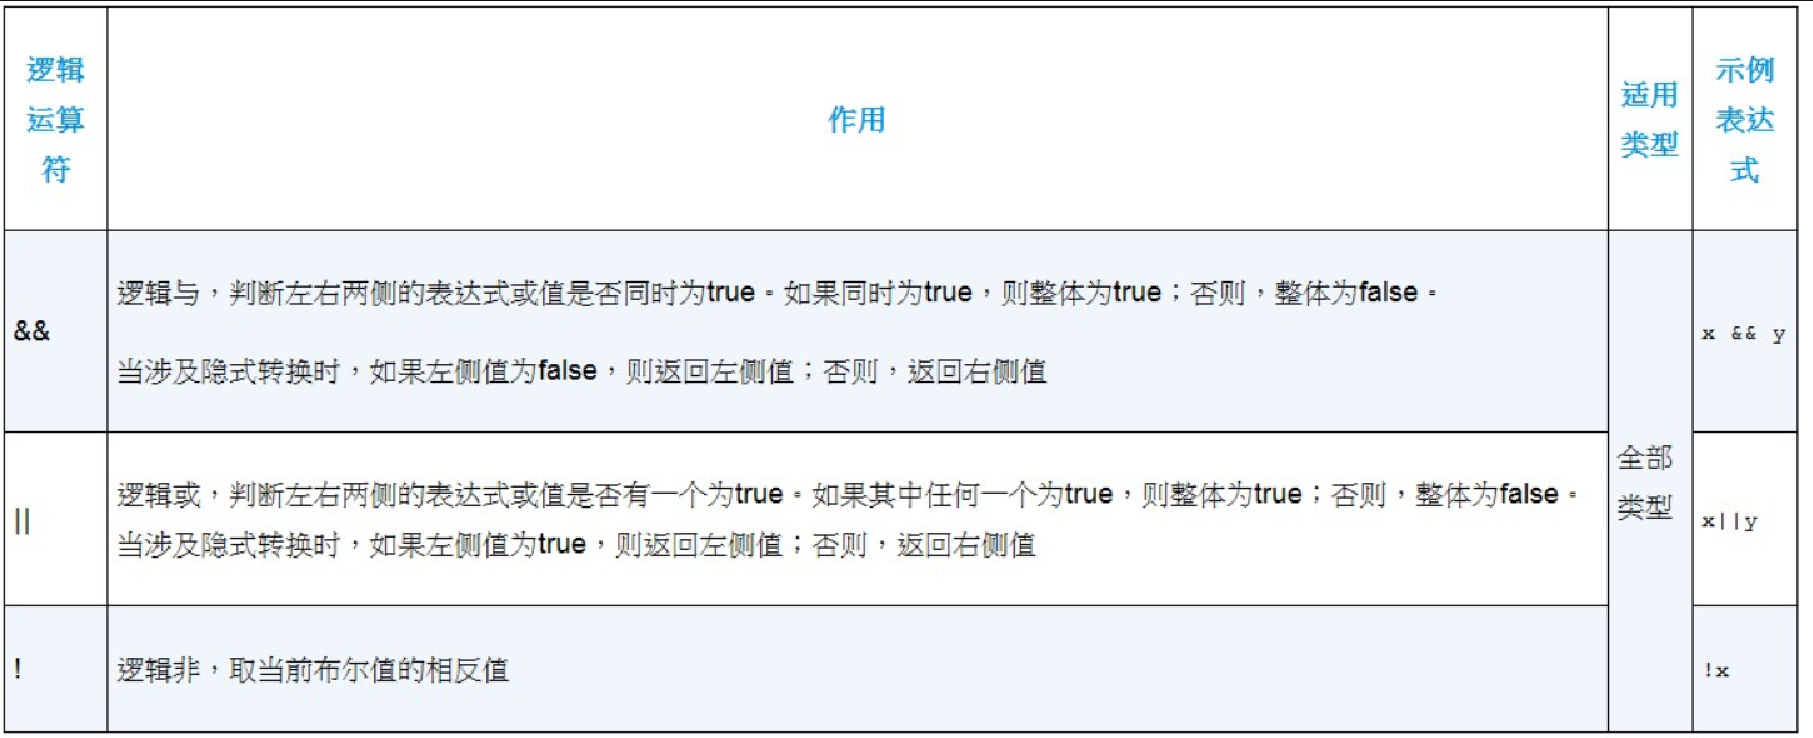 逻辑
运算
符
作用
适用
类型
示例
表达
式
&&
逻辑与，判断左右两侧的表达式或值是否同时为true。如果同时为true，则整体为true；否则，整体为false。
当涉及隐式转换时，如果左侧值为false，则返回左侧值；否则，返回右侧值
x && y
||
逻辑或，判断左右两侧的表达式或值是否有一个为true。如果其中任何一个为true，则整体为true；否则，整体为false。
当涉及隐式转换时，如果左侧值为true，则返回左侧值；否则，返回右侧值
全部
类型
x||y
!
逻辑非，取当前布尔值的相反值
!x